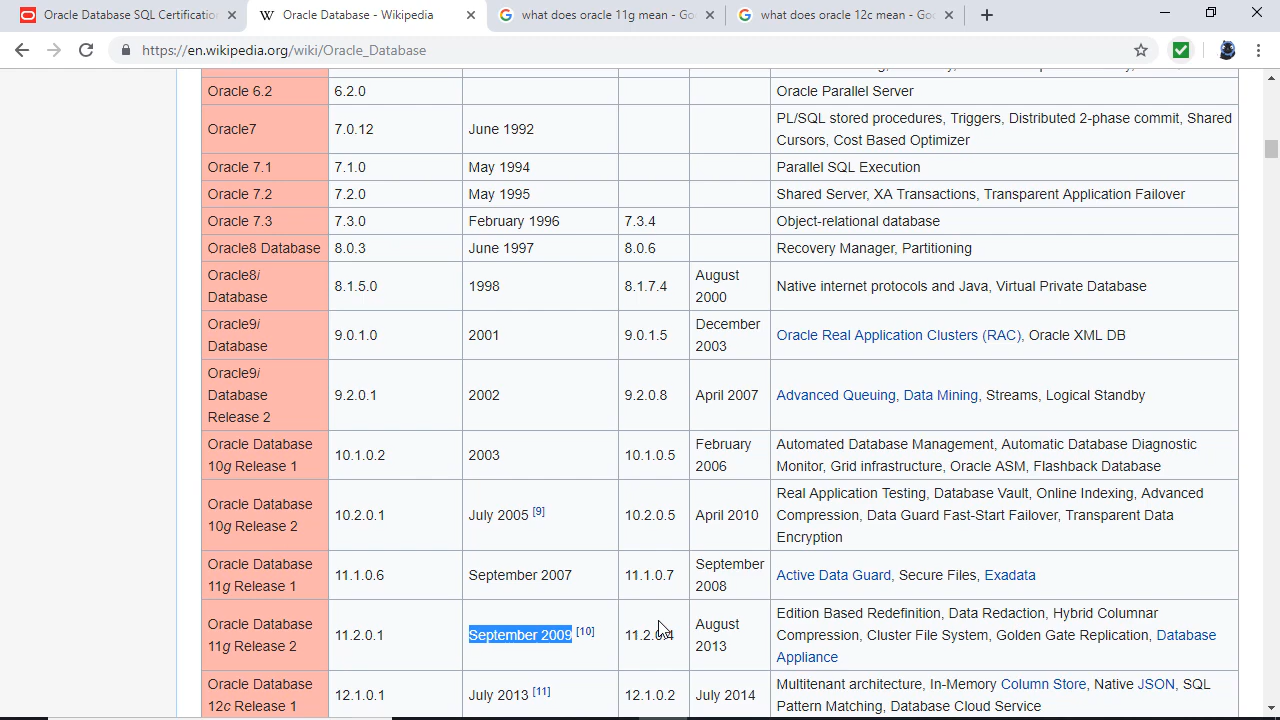 Oracle Database SQL Certification
Oracle Database - Wikipedia
what does oracle 11g mean - Goo
what does oracle 12c mean - Goo
https://en.wikipedia.org/wiki/Oracle_Database
Oracle 6.2 6.2.0 Oracle Parallel Server
Oracle7 7.0.12 June 1992 PL/SQL stored procedures, Triggers, Distributed 2-phase commit, Shared
Cursors, Cost Based Optimizer
Oracle 7.1 7.1.0 May 1994 Parallel SQL Execution
Oracle 7.2 7.2.0 May 1995 Shared Server, XA Transactions, Transparent Application Failover
Oracle 7.3 7.3.0 February 1996 7.3.4 Object-relational database
Oracle8 Database 8.0.3 June 1997 8.0.6 Recovery Manager, Partitioning
Oracle8i
Database
8.1.5.0 1998 8.1.7.4
August
2000
Native internet protocols and Java, Virtual Private Database
Oracle9i
Database
9.0.1.0 2001 9.0.1.5
December
2003
Oracle Real Application Clusters (RAC), Oracle XML DB
Oracle9i
Database
Release 2
9.2.0.1 2002 9.2.0.8 April 2007 Advanced Queuing, Data Mining, Streams, Logical Standby
Oracle Database
10g Release 1
10.1.0.2 2003 10.1.0.5
February
2006
Automated Database Management, Automatic Database Diagnostic
Monitor, Grid infrastructure, Oracle ASM, Flashback Database
Oracle Database
10g Release 2
10.2.0.1 July 2005 [9] 10.2.0.5 April 2010
Real Application Testing, Database Vault, Online Indexing, Advanced
Compression, Data Guard Fast-Start Failover, Transparent Data
Encryption
Oracle Database
11g Release 1
11.1.0.6 September 2007 11.1.0.7
September
2008
Active Data Guard, Secure Files, Exadata
Oracle Database
11g Release 2
11.2.0.1 September 2009 [10] 11.2.0.4
August
2013
Edition Based Redefinition, Data Redaction, Hybrid Columnar
Compression, Cluster File System, Golden Gate Replication, Database
Appliance
Oracle Database
12c Release 1
12.1.0.1 July 2013 [11] 12.1.0.2 July 2014
Multitenant architecture, In-Memory Column Store, Native JSON, SQL
Pattern Matching, Database Cloud Service